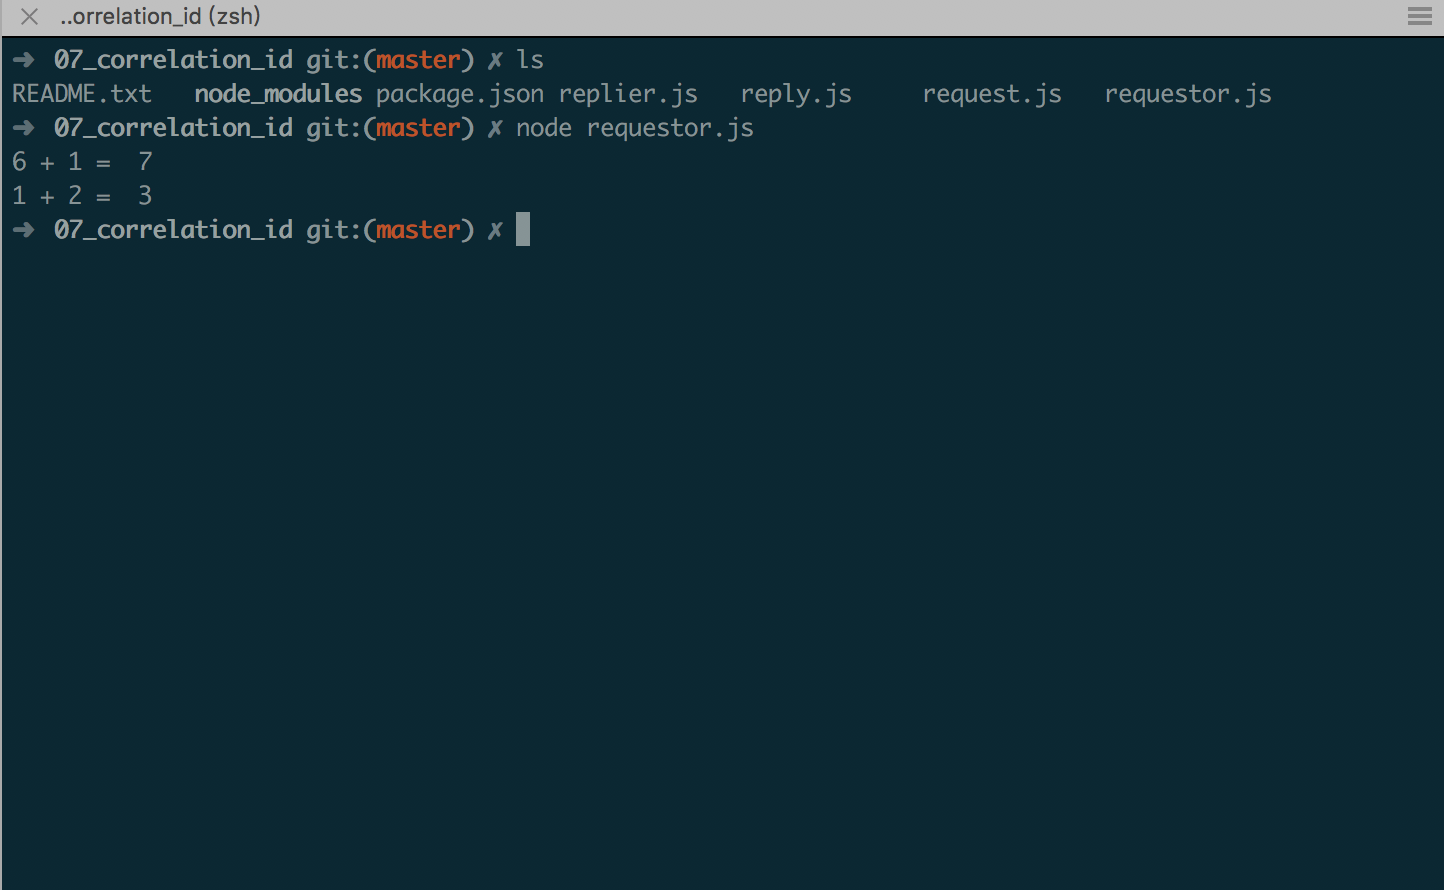 ..orrelation_id (zsh)
➜  07_correlation_id git:(master) ✗ ls
README.txt   node_modules package.json replier.js   reply.js     request.js   requestor.js
➜  07_correlation_id git:(master) ✗ node requestor.js
6 + 1 =  7
1 + 2 =  3
➜  07_correlation_id git:(master) ✗